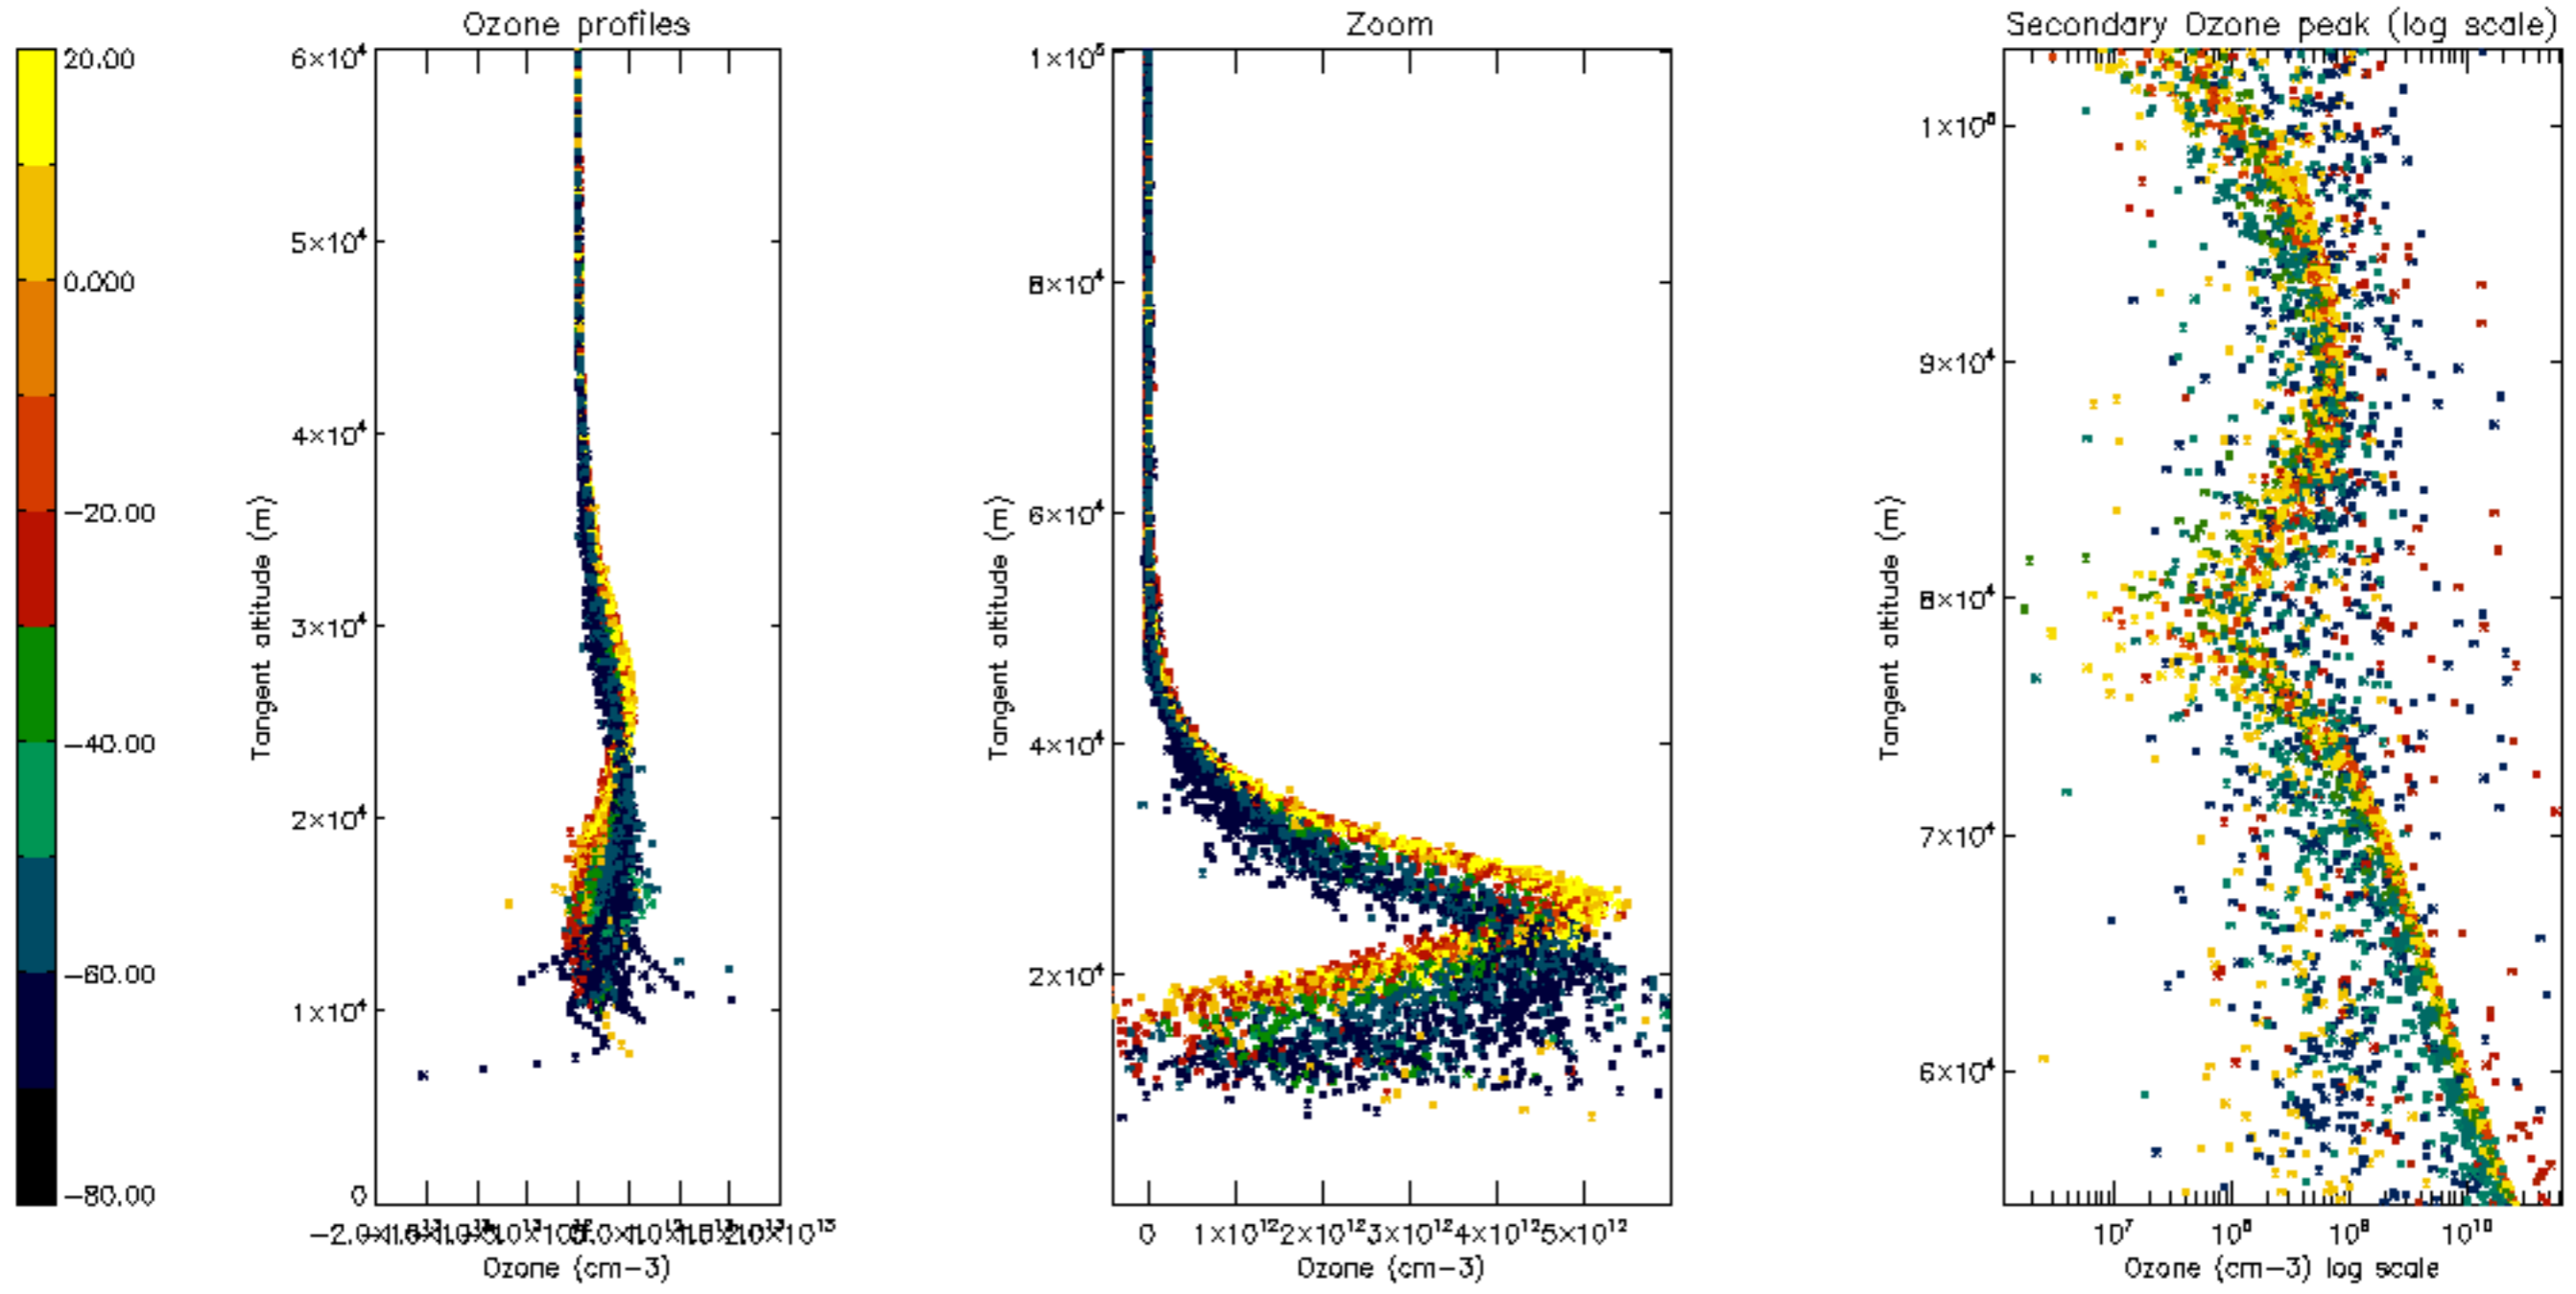 Ozone profiles
Zoom
Secondary Ozone peak (log scale)
20.00
0.000
−20.00
−40.00
−60.00
−80.00
6×10⁴
5×10⁴
4×10⁴
3×10⁴
2×10⁴
1×10⁴
0
Tangent altitude (m)
Ozone (cm−3)
1×10⁵
8×10⁴
6×10⁴
4×10⁴
2×10⁴
Tangent altitude (m)
0 1×10¹² 2×10¹² 3×10¹² 4×10¹² 5×10¹²
Ozone (cm−3)
1×10⁵
9×10⁴
8×10⁴
7×10⁴
6×10⁴
Tangent altitude (m)
10⁷ 10⁸ 10⁹ 10¹⁰
Ozone (cm−3) log scale